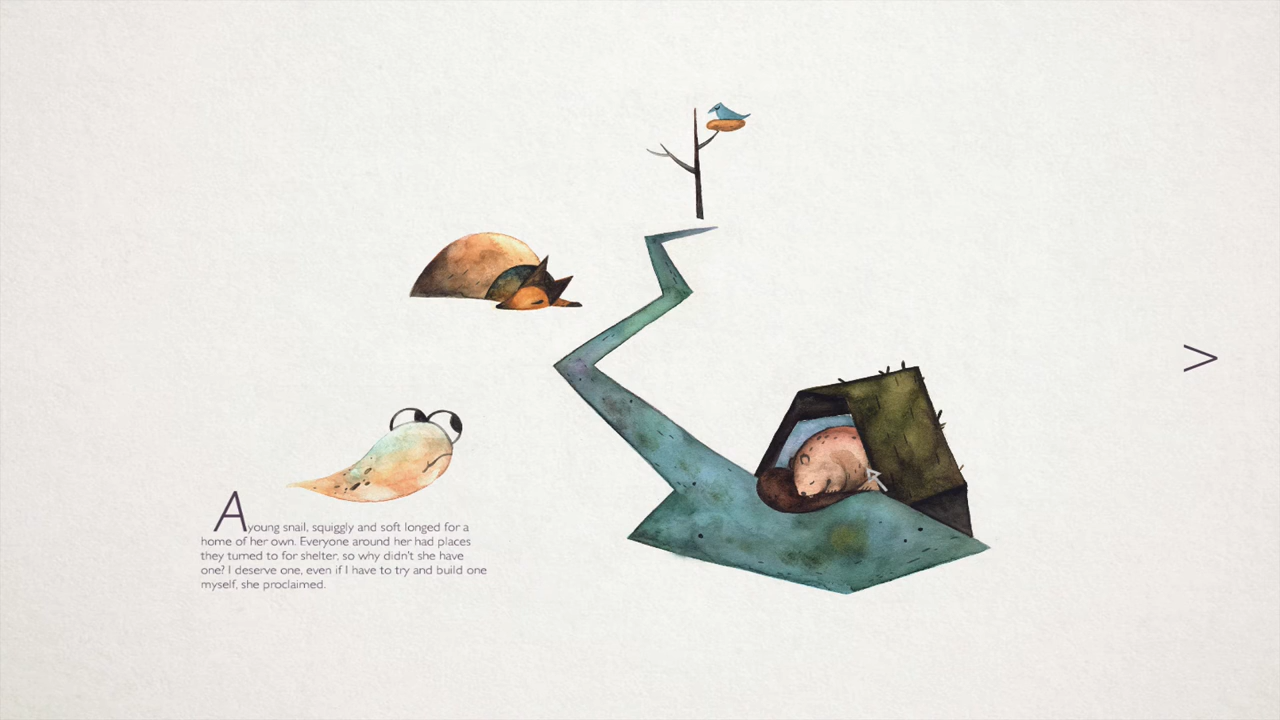 A young snail, squiggly and soft longed for a
home of her own. Everyone around her had places
they turned to for shelter, so why didn't she have
one? I deserve one, even if I have to try and build one
myself, she proclaimed.
>